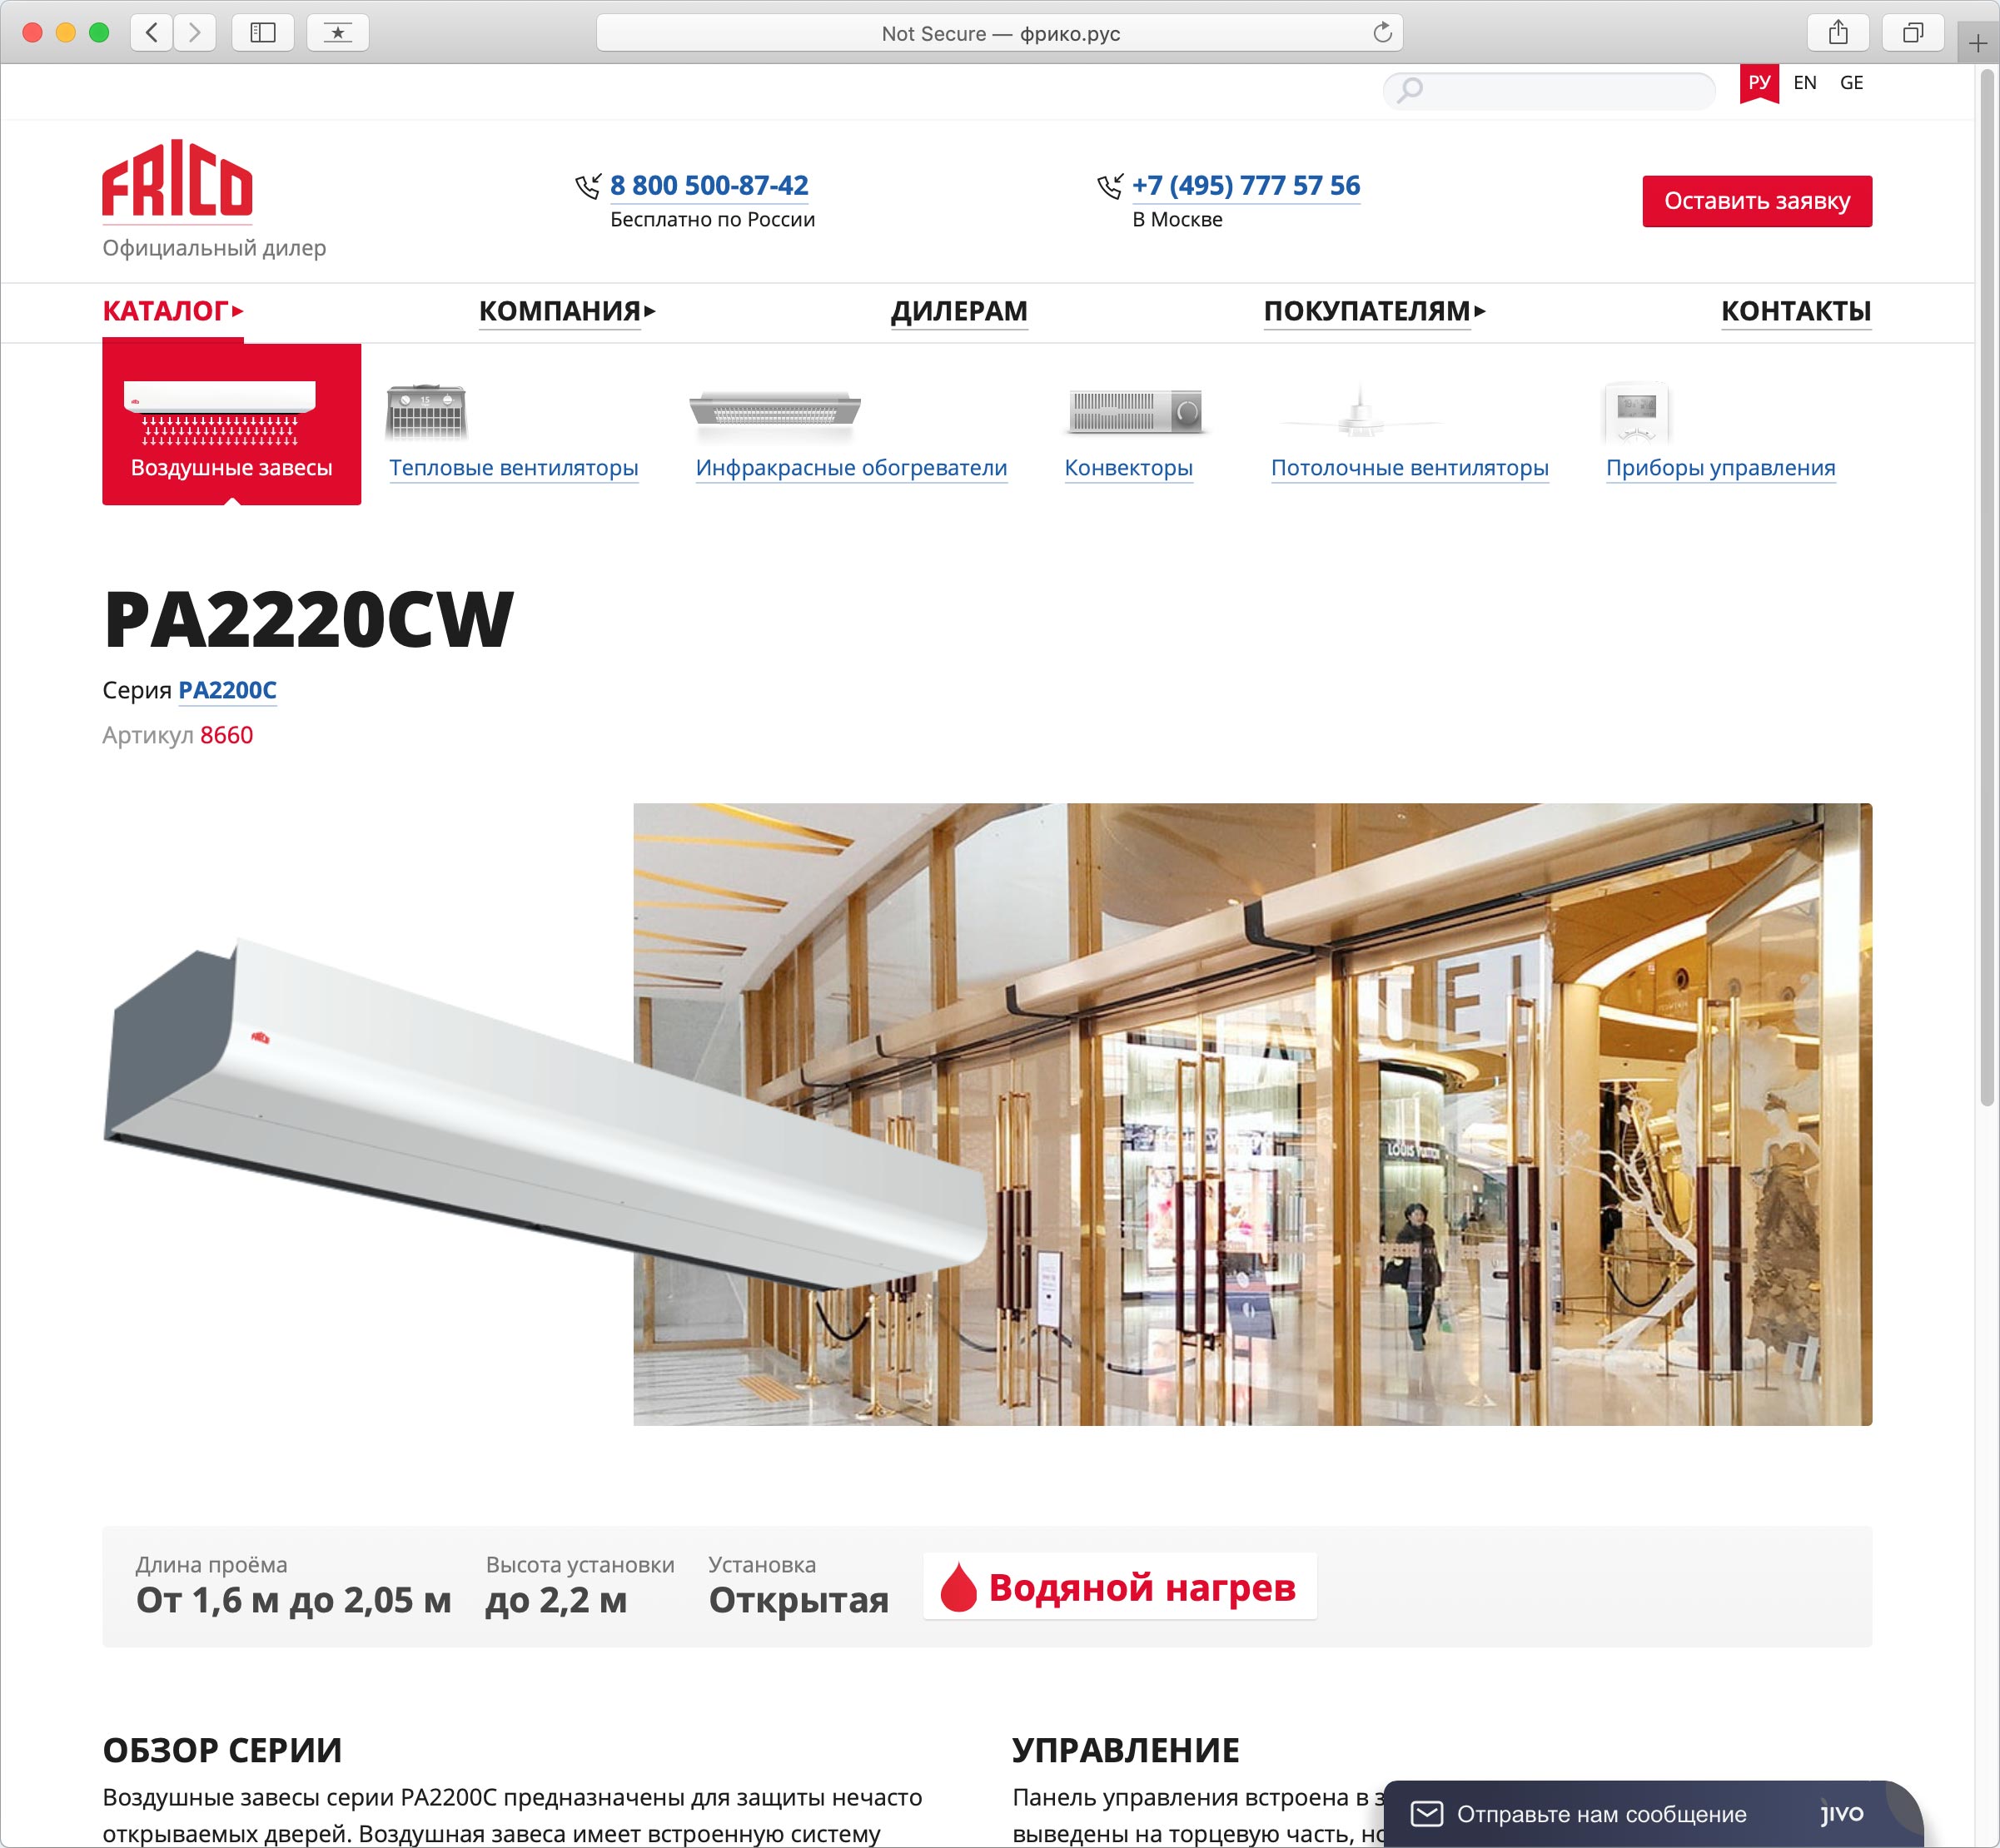 Not Secure — фрико.рус
РУ EN GE
FRICO
Официальный дилер
8 800 500-87-42
Бесплатно по России
+7 (495) 777 57 56
В Москве
Оставить заявку
КАТАЛОГ▸ КОМПАНИЯ▸ ДИЛЕРАМ ПОКУПАТЕЛЯМ▸ КОНТАКТЫ
Воздушные завесы Тепловые вентиляторы Инфракрасные обогреватели Конвекторы Потолочные вентиляторы Приборы управления
PA2220CW
Серия PA2200C
Артикул 8660
LOUIS
Длина проёма
От 1,6 м до 2,05 м
Высота установки
до 2,2 м
Установка
Открытая
Водяной нагрев
ОБЗОР СЕРИИ
Воздушные завесы серии PA2200C предназначены для защиты нечасто
открываемых дверей. Воздушная завеса имеет встроенную систему
УПРАВЛЕНИЕ
Панель управления встроена в
выведены на торцевую часть,
Отправьте нам сообщение jivo